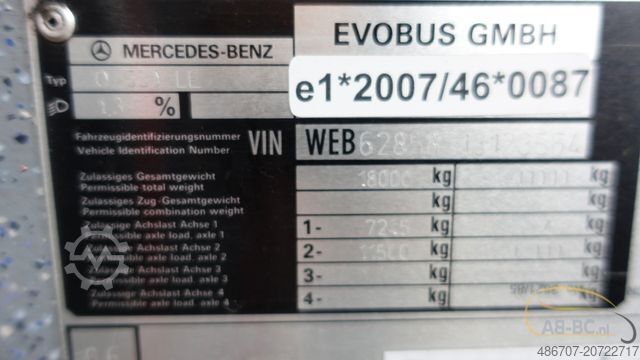 EVOBUS GMBH
MERCEDES-BENZ
Typ
e1*2007/46*0087
%
Fahrzeugidentifizierungsnummer
Vehicle Identification Number
VIN WEB
Zulassiges Gesamtgewicht 18000 kg kg
Permissible total weight
Zulassiges Zug-Gesamtgewicht kg kg
Permissible combination weight
Zulassige Achslast Achse 1 1- kg kg
Permissible axle load. axle 1
Zulassige Achslast Achse 2 2- 11500 kg kg
Permissible axle load. axle 2
Zulassige Achslast Achse 3 3- kg kg
Permissible axle load. axle 3
Zulassige Achslast Achse 4 4- kg kg
Permissible axle load. axle 4
A8-BC.nl
486707-20722717